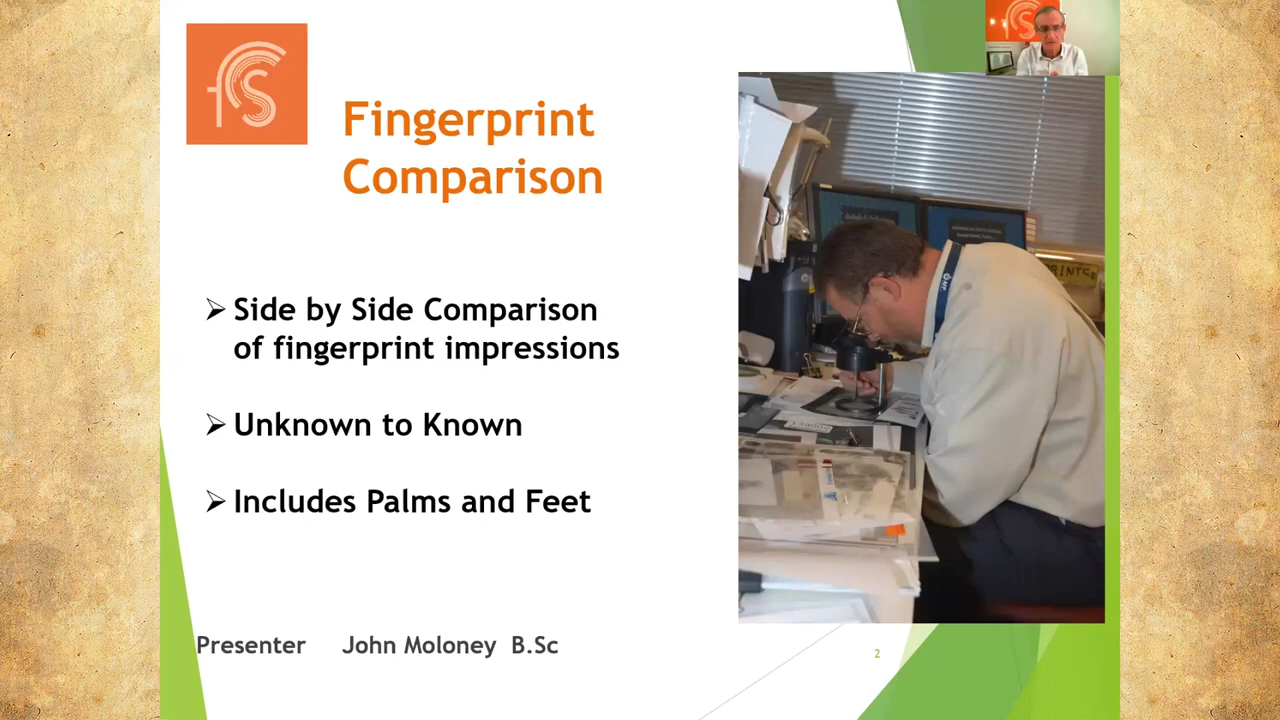 fs
Fingerprint
Comparison
Side by Side Comparison
of fingerprint impressions
Unknown to Known
Includes Palms and Feet
Presenter John Moloney B.Sc
2